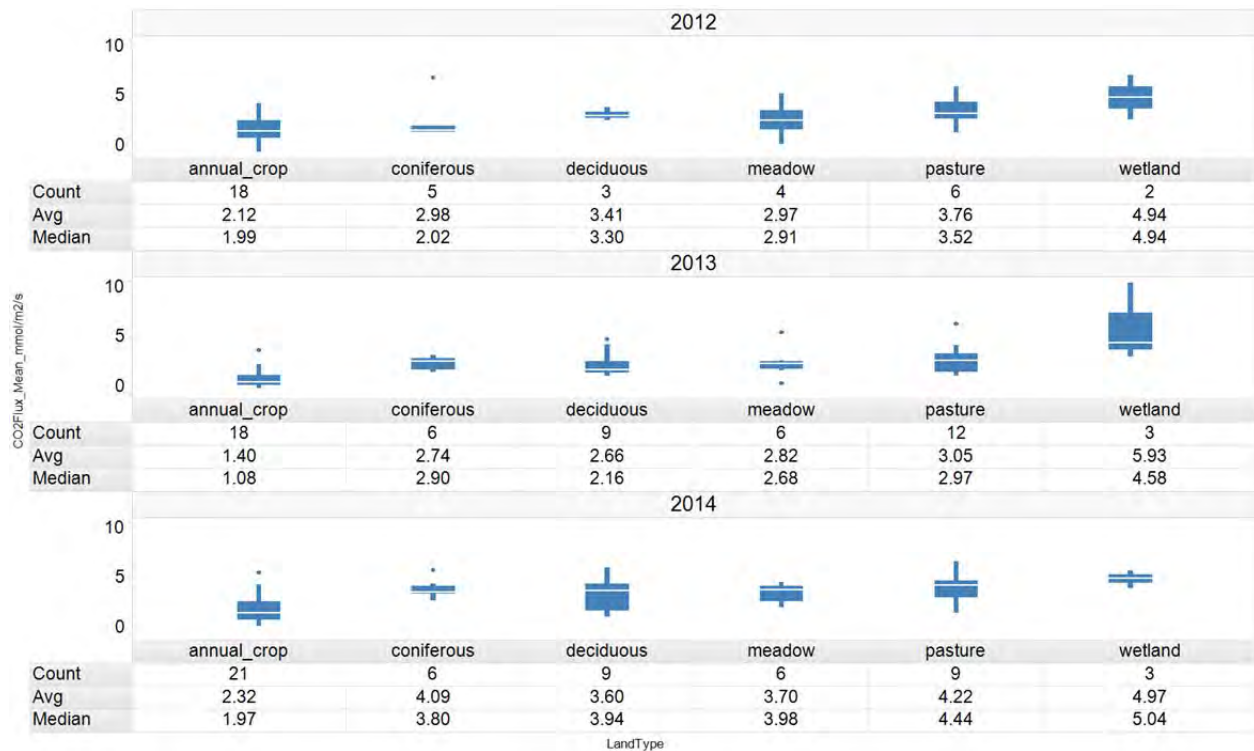 2012
10
5
0
annual_crop coniferous deciduous meadow pasture wetland
Count 18 5 3 4 6 2
Avg 2.12 2.98 3.41 2.97 3.76 4.94
Median 1.99 2.02 3.30 2.91 3.52 4.94
2013
10
5
0
CO2Flux_Mean_mmol/m2/s
annual_crop coniferous deciduous meadow pasture wetland
Count 18 6 9 6 12 3
Avg 1.40 2.74 2.66 2.82 3.05 5.93
Median 1.08 2.90 2.16 2.68 2.97 4.58
2014
10
5
0
annual_crop coniferous deciduous meadow pasture wetland
Count 21 6 9 6 9 3
Avg 2.32 4.09 3.60 3.70 4.22 4.97
Median 1.97 3.80 3.94 3.98 4.44 5.04
LandType